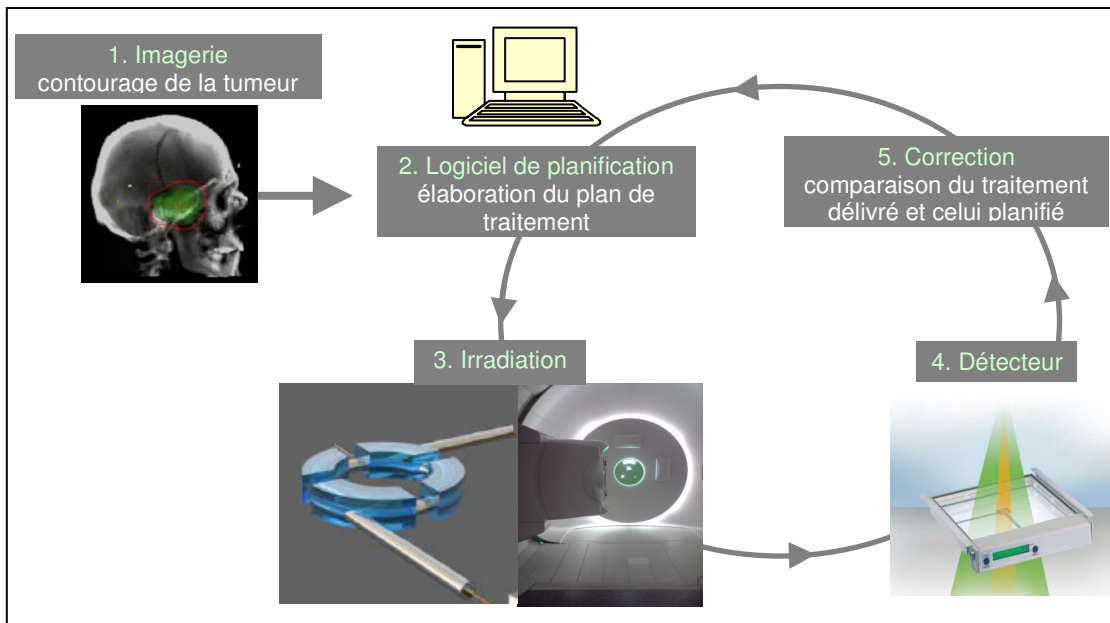 1. Imagerie
contourage de la tumeur
2. Logiciel de planification
élaboration du plan de
traitement
5. Correction
comparaison du traitement
délivré et celui planifié
3. Irradiation
4. Détecteur